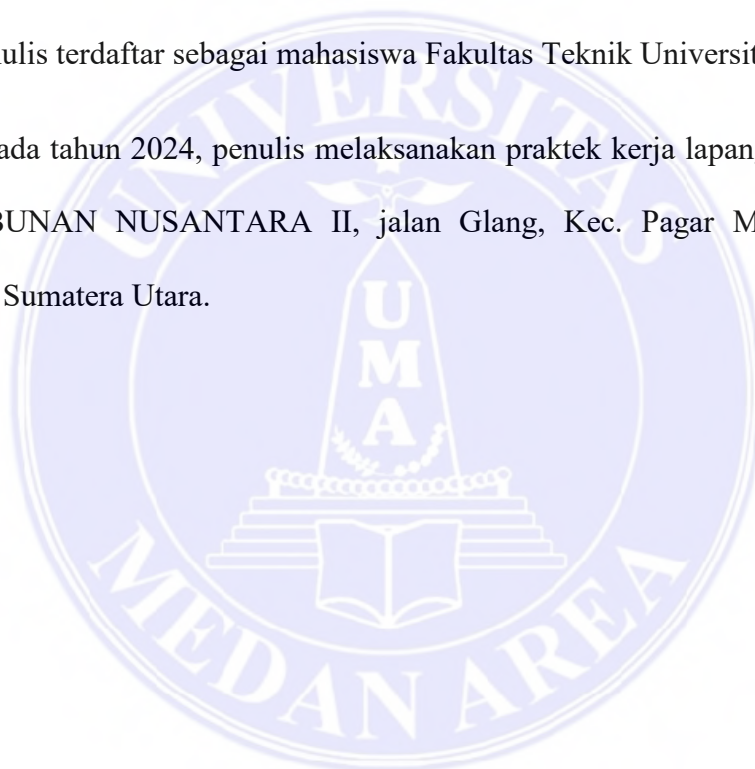 ulis terdaftar sebagai mahasiswa Fakultas Teknik Universit
ada tahun 2024, penulis melaksanakan praktek kerja lapan
BUNAN NUSANTARA II, jalan Glang, Kec. Pagar M
Sumatera Utara.
UNIVERSITAS
U
M
A
MEDAN AREA